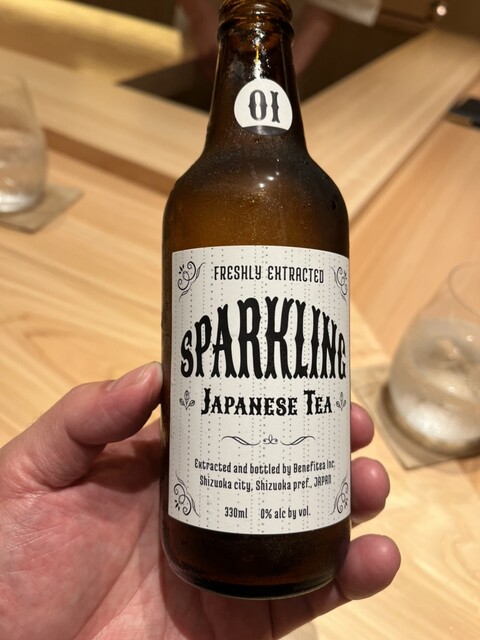 01
FRESHLY EXTRACTED
SPARKLING
JAPANESE TEA
Extracted and bottled by Benefitea Inc.
Shizuoka city, Shizuoka pref., JAPAN
330ml 0% alc by vol.